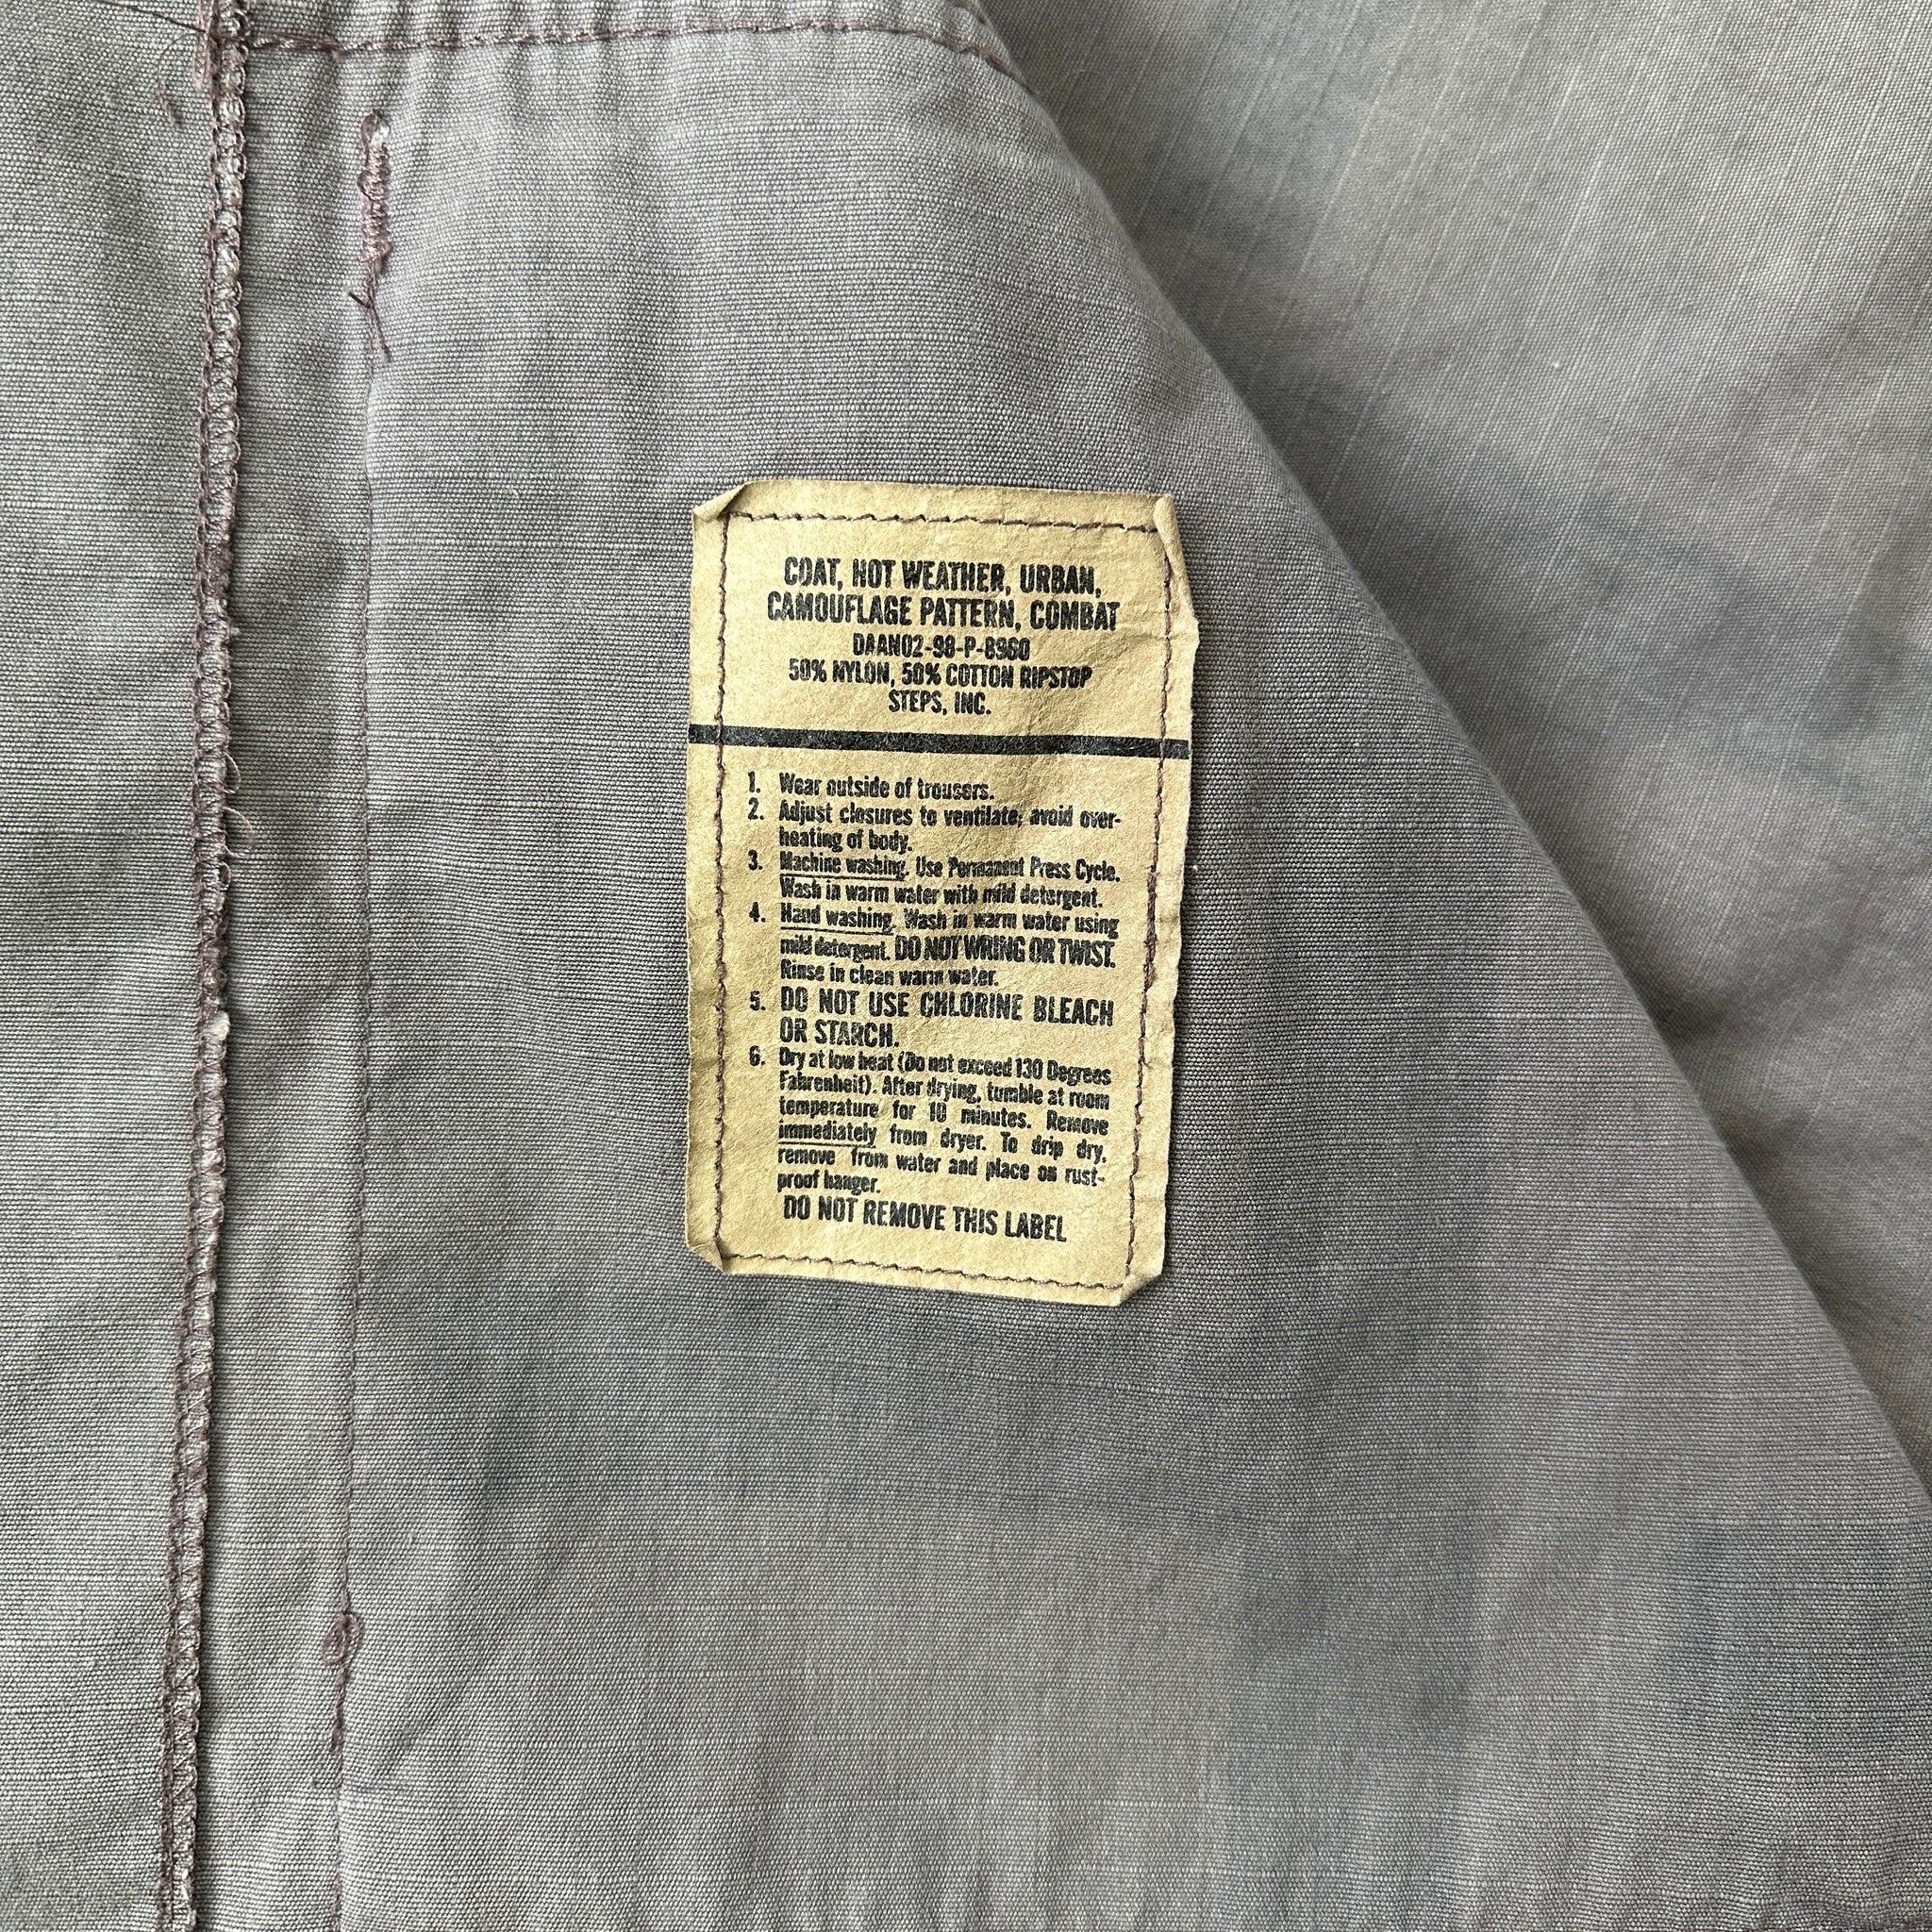 COAT, HOT WEATHER, URBAN,
CAMOUFLAGE PATTERN, COMBAT
DAAN02-98-P-8960
50% NYLON, 50% COTTON RIPSTOP
STEPS, INC.
1. Wear outside of trousers.
2. Adjust closures to ventilate; avoid over-
heating of body.
3. Machine washing. Use Permanent Press Cycle.
Wash in warm water with mild detergent.
4. Hand washing. Wash in warm water using
mild detergent. DO NOT WRING OR TWIST.
Rinse in clean warm water.
5. DO NOT USE CHLORINE BLEACH
OR STARCH.
6. Dry at low heat (Do not exceed 130 Degrees
Fahrenheit). After drying, tumble at room
temperature for 10 minutes. Remove
immediately from dryer. To drip dry,
remove from water and place on rust-
proof hanger.
DO NOT REMOVE THIS LABEL